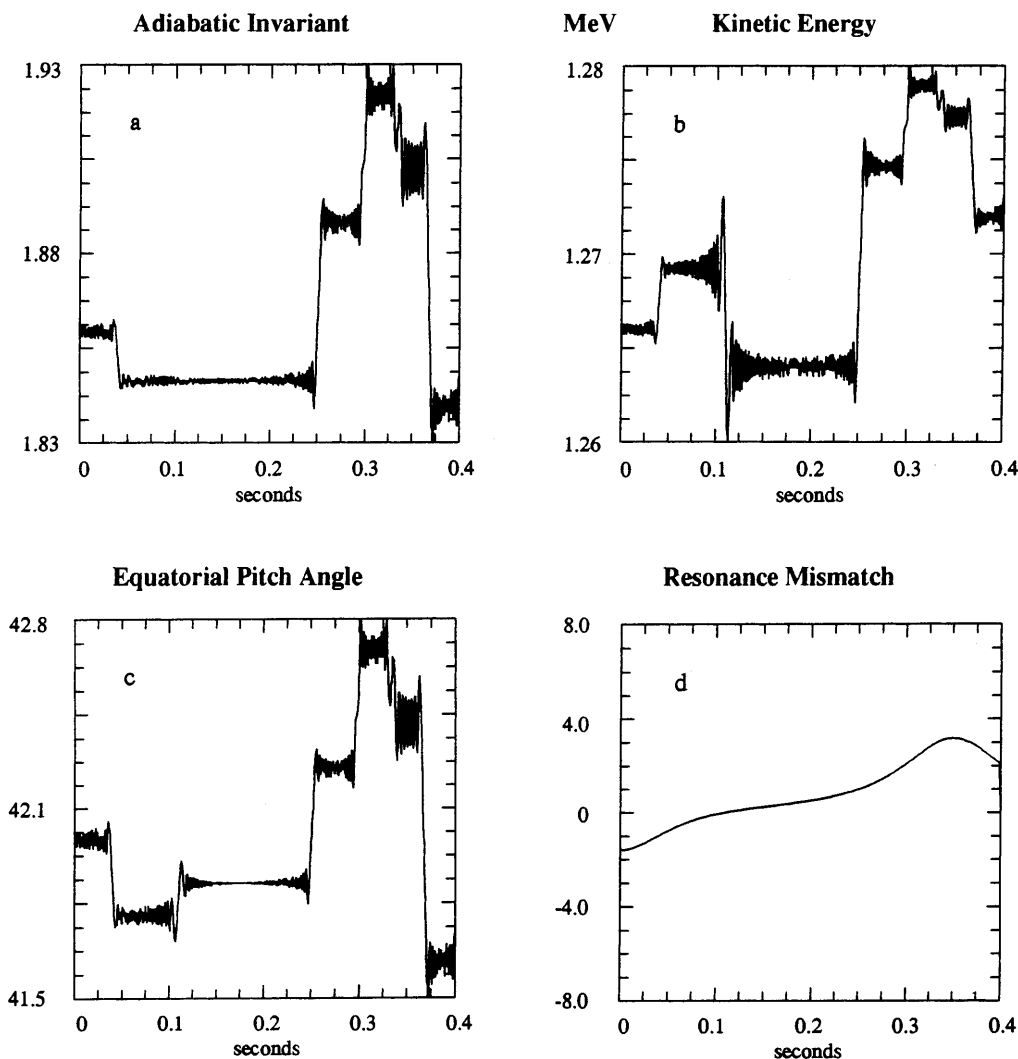 Adiabatic Invariant
1.93
1.88
1.83
a
0 0.1 0.2 0.3 0.4
seconds
MeV Kinetic Energy
1.28
1.27
1.26
b
0 0.1 0.2 0.3 0.4
seconds
Equatorial Pitch Angle
42.8
42.1
41.5
c
0 0.1 0.2 0.3 0.4
seconds
Resonance Mismatch
8.0
4.0
0
-4.0
-8.0
d
0 0.1 0.2 0.3 0.4
seconds